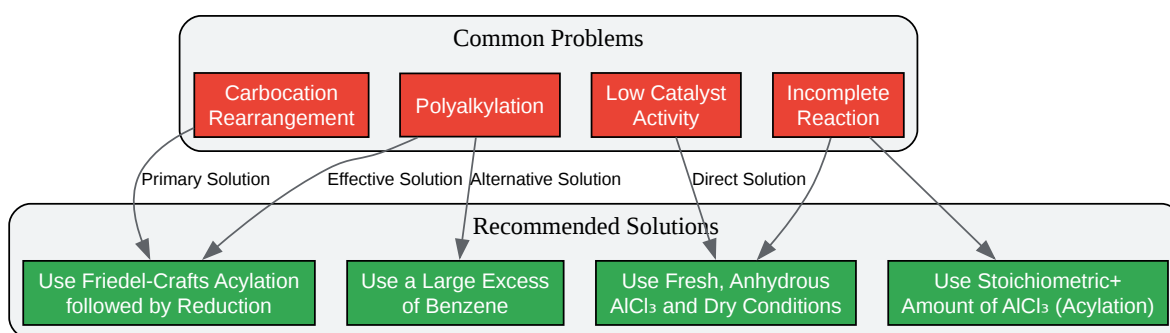 Common Problems
Carbocation
Rearrangement
Polyalkylation
Low Catalyst
Activity
Incomplete
Reaction
Primary Solution
Effective Solution
Alternative Solution
Direct Solution
Recommended Solutions
Use Friedel-Crafts Acylation
followed by Reduction
Use a Large Excess
of Benzene
Use Fresh, Anhydrous
AlCl₃ and Dry Conditions
Use Stoichiometric+
Amount of AlCl₃ (Acylation)